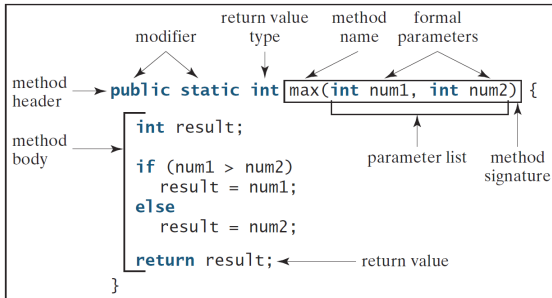 return value type
method name
formal parameters
modifier
method header
public static int max(int num1, int num2) {
method body
int result;
parameter list
method signature
if (num1 > num2)
result = num1;
else
result = num2;
return result;
return value
}